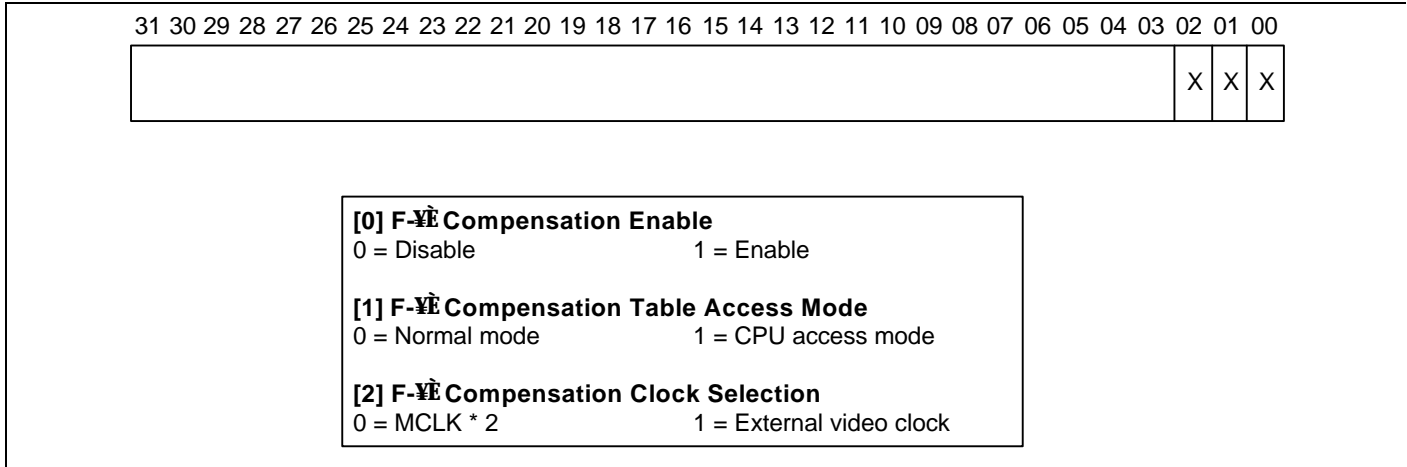 31 30 29 28 27 26 25 24 23 22 21 20 19 18 17 16 15 14 13 12 11 10 09 08 07 06 05 04 03 02 01 00
X X X
[0] F-¥È Compensation Enable
0 = Disable 1 = Enable
[1] F-¥È Compensation Table Access Mode
0 = Normal mode 1 = CPU access mode
[2] F-¥È Compensation Clock Selection
0 = MCLK * 2 1 = External video clock